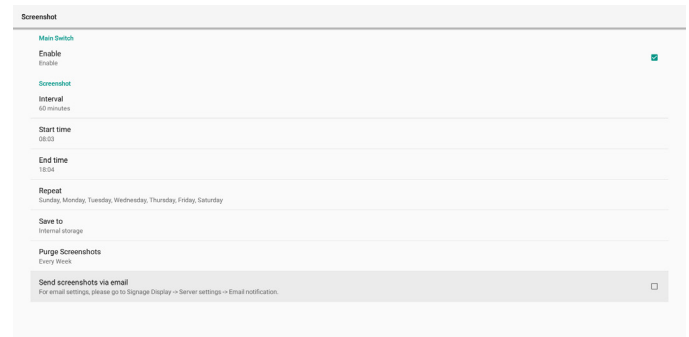 Screenshot
Main Switch
Enable
Enable
Screenshot
Interval
60 minutes
Start time
08:03
End time
18:04
Repeat
Sunday, Monday, Tuesday, Wednesday, Thursday, Friday, Saturday
Save to
Internal storage
Purge Screenshots
Every Week
Send screenshots via email
For email settings, please go to Signage Display -> Server settings -> Email notification.